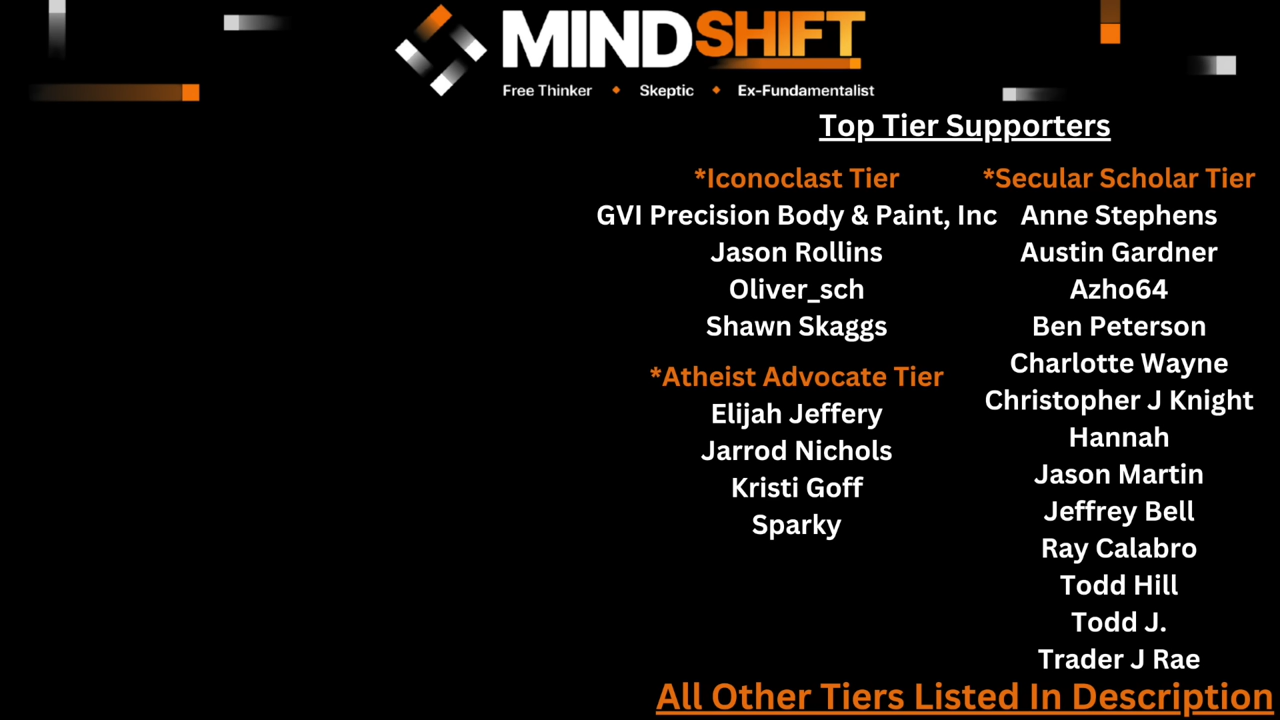 MINDSHIFT
Free Thinker ◆ Skeptic ◆ Ex-Fundamentalist
Top Tier Supporters
*Iconoclast Tier
GVI Precision Body & Paint, Inc
Jason Rollins
Oliver_sch
Shawn Skaggs
*Atheist Advocate Tier
Elijah Jeffery
Jarrod Nichols
Kristi Goff
Sparky
*Secular Scholar Tier
Anne Stephens
Austin Gardner
Azho64
Ben Peterson
Charlotte Wayne
Christopher J Knight
Hannah
Jason Martin
Jeffrey Bell
Ray Calabro
Todd Hill
Todd J.
Trader J Rae
All Other Tiers Listed In Description